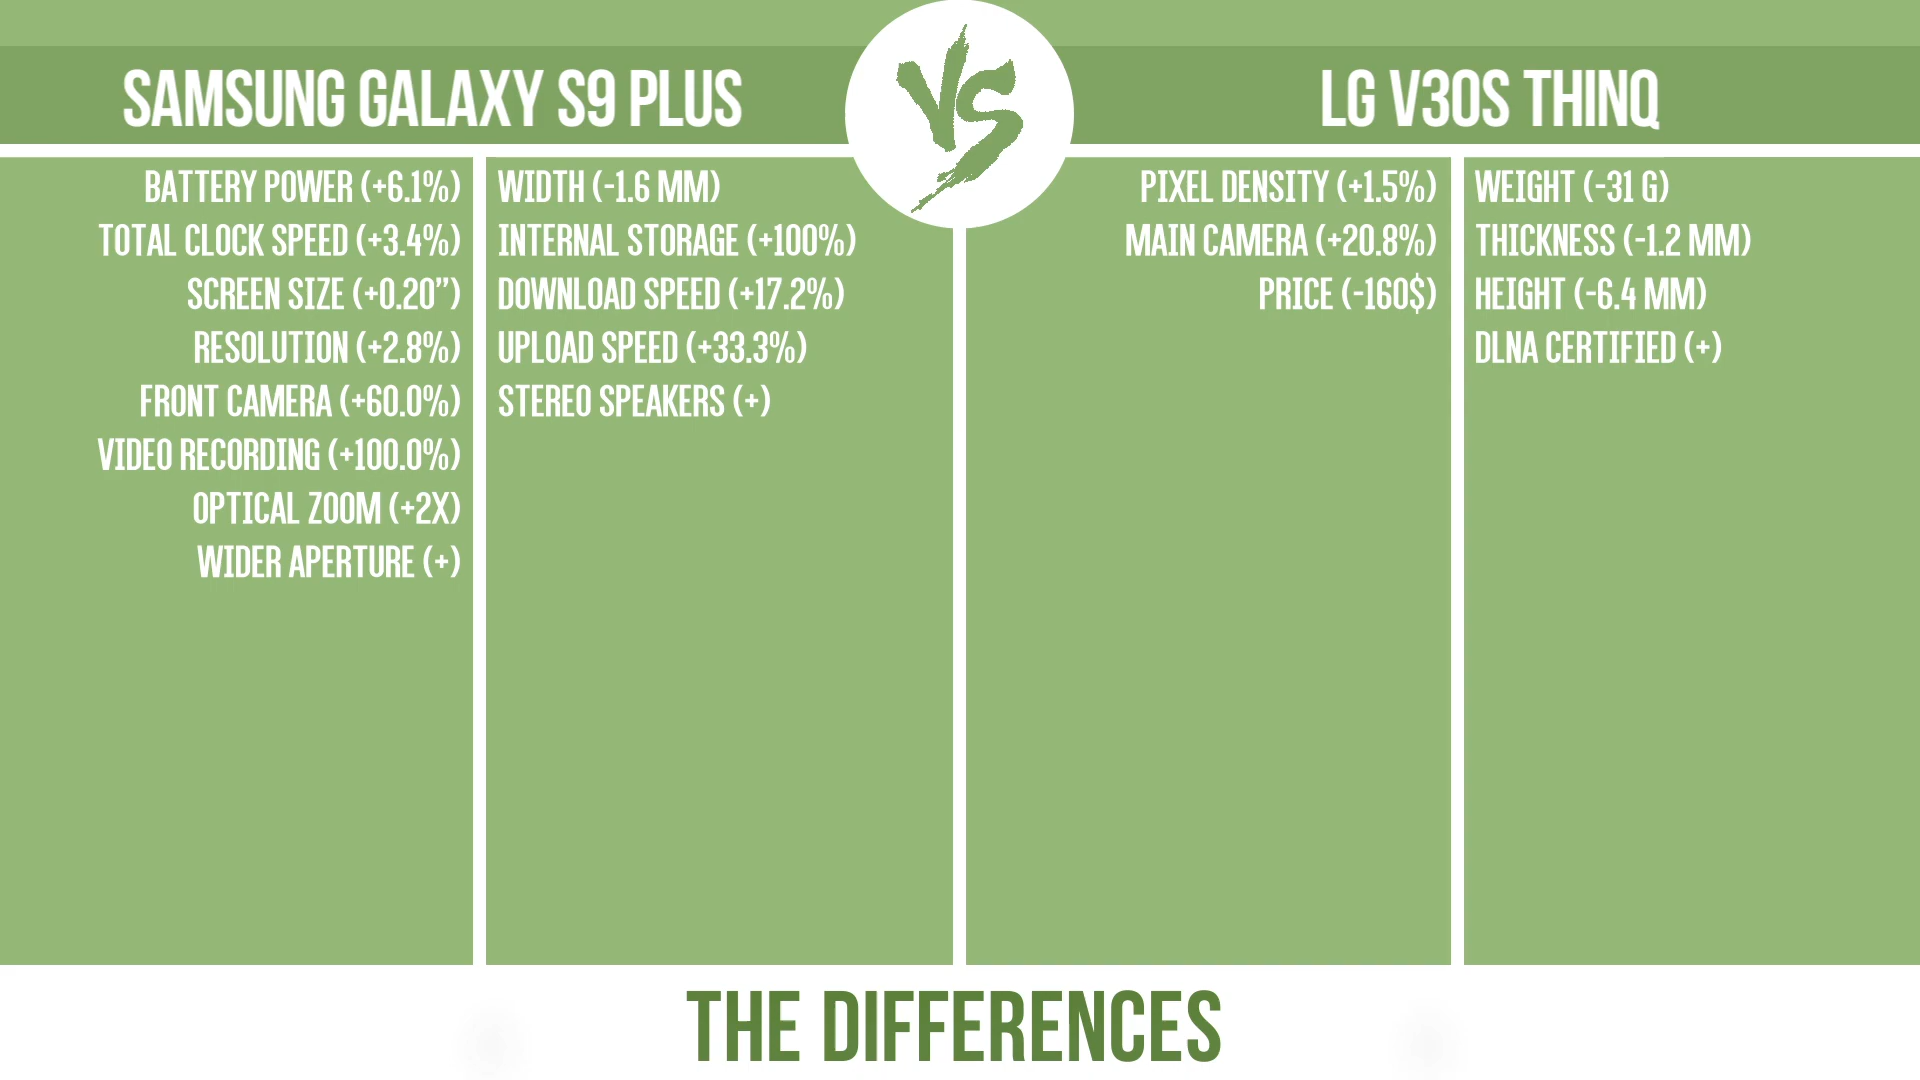 SAMSUNG GALAXY S9 PLUS
VS
LG V30S THINQ
BATTERY POWER (+6.1%)
TOTAL CLOCK SPEED (+3.4%)
SCREEN SIZE (+0.20”)
RESOLUTION (+2.8%)
FRONT CAMERA (+60.0%)
VIDEO RECORDING (+100.0%)
OPTICAL ZOOM (+2X)
WIDER APERTURE (+)
WIDTH (-1.6 MM)
INTERNAL STORAGE (+100%)
DOWNLOAD SPEED (+17.2%)
UPLOAD SPEED (+33.3%)
STEREO SPEAKERS (+)
PIXEL DENSITY (+1.5%)
MAIN CAMERA (+20.8%)
PRICE (-160$)
WEIGHT (-31 G)
THICKNESS (-1.2 MM)
HEIGHT (-6.4 MM)
DLNA CERTIFIED (+)
THE DIFFERENCES